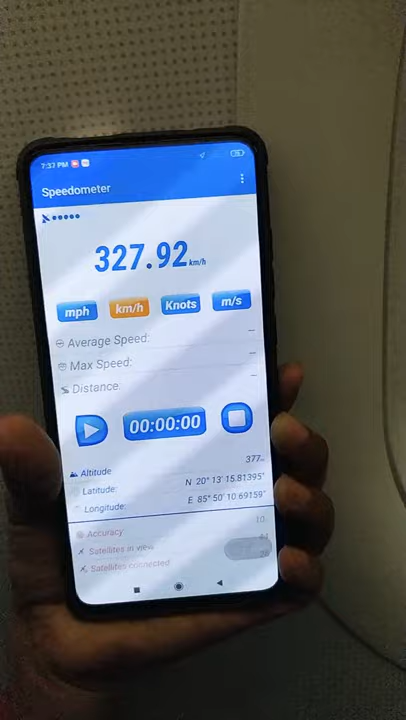 7:37 PM
Speedometer
327.92 km/h
mph km/h Knots m/s
Average Speed: --
Max Speed: --
Distance: --
00:00:00
Altitude 377m
Latitude: N 20° 13' 15.81395"
Longitude: E 85° 50' 10.69159"
Accuracy 10
Satellites in view
Satellites connected